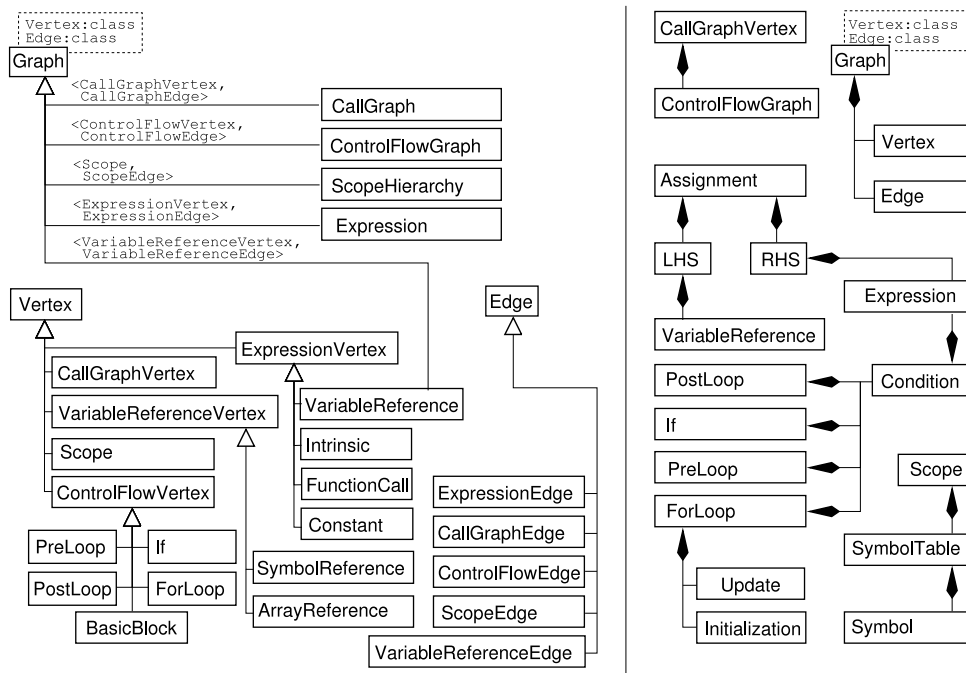 Vertex:class
Edge:class
Graph
<CallGraphVertex,
CallGraphEdge>
CallGraph
<ControlFlowVertex,
ControlFlowEdge>
ControlFlowGraph
<Scope,
ScopeEdge>
ScopeHierarchy
<ExpressionVertex,
ExpressionEdge>
Expression
<VariableReferenceVertex,
VariableReferenceEdge>
Vertex
Edge
ExpressionVertex
CallGraphVertex
VariableReference
VariableReferenceVertex
Intrinsic
Scope
FunctionCall
ControlFlowVertex
ExpressionEdge
Constant
CallGraphEdge
PreLoop
If
SymbolReference
ControlFlowEdge
PostLoop
ForLoop
ArrayReference
ScopeEdge
BasicBlock
VariableReferenceEdge
CallGraphVertex
ControlFlowGraph
Vertex:class
Edge:class
Graph
Vertex
Edge
Assignment
LHS
RHS
Expression
VariableReference
PostLoop
Condition
If
PreLoop
Scope
ForLoop
SymbolTable
Update
Initialization
Symbol